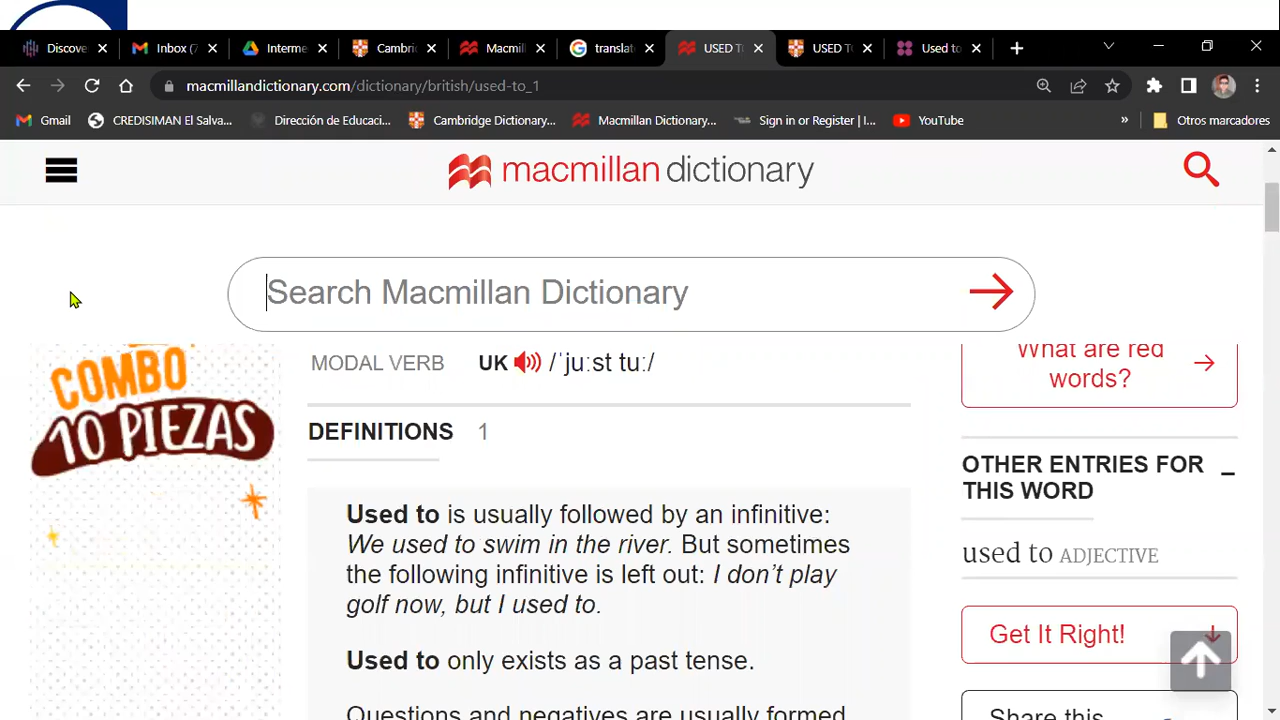 Discove
Inbox (7
Interme
Cambri
Macmill
translat
USED T
USED T
Used to
macmillandictionary.com/dictionary/british/used-to_1
Gmail
CREDISIMAN El Salva...
Dirección de Educaci...
Cambridge Dictionary...
Macmillan Dictionary...
Sign in or Register | I...
YouTube
»
Otros marcadores
macmillan dictionary
Search Macmillan Dictionary
COMBO
10 PIEZAS
MODAL VERB UK /ˈjuːst tuː/
DEFINITIONS 1
Used to is usually followed by an infinitive:
We used to swim in the river. But sometimes
the following infinitive is left out: I don’t play
golf now, but I used to.
Used to only exists as a past tense.
Questions and negatives are usually formed
What are red
words?
OTHER ENTRIES FOR
THIS WORD
used to ADJECTIVE
Get It Right!
Share this